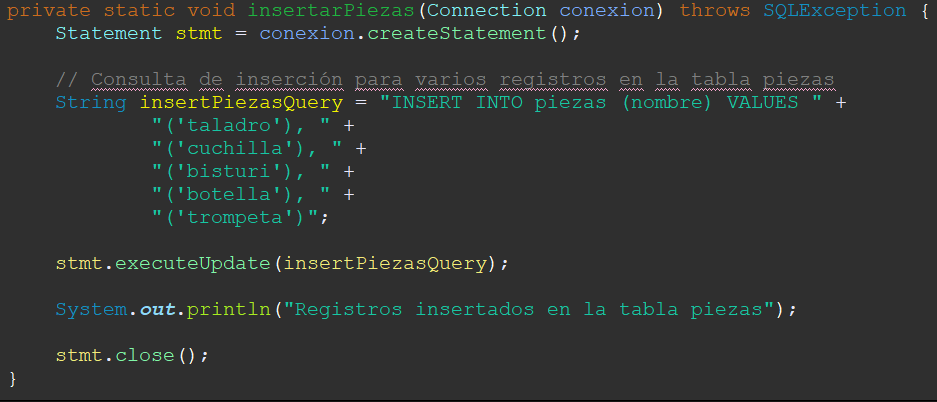 private static void insertarPiezas(Connection conexion) throws SQLException {
    Statement stmt = conexion.createStatement();

    // Consulta de inserción para varios registros en la tabla piezas
    String insertPiezasQuery = "INSERT INTO piezas (nombre) VALUES " +
            "('taladro'), " +
            "('cuchilla'), " +
            "('bisturi'), " +
            "('botella'), " +
            "('trompeta')";

    stmt.executeUpdate(insertPiezasQuery);

    System.out.println("Registros insertados en la tabla piezas");

    stmt.close();
}